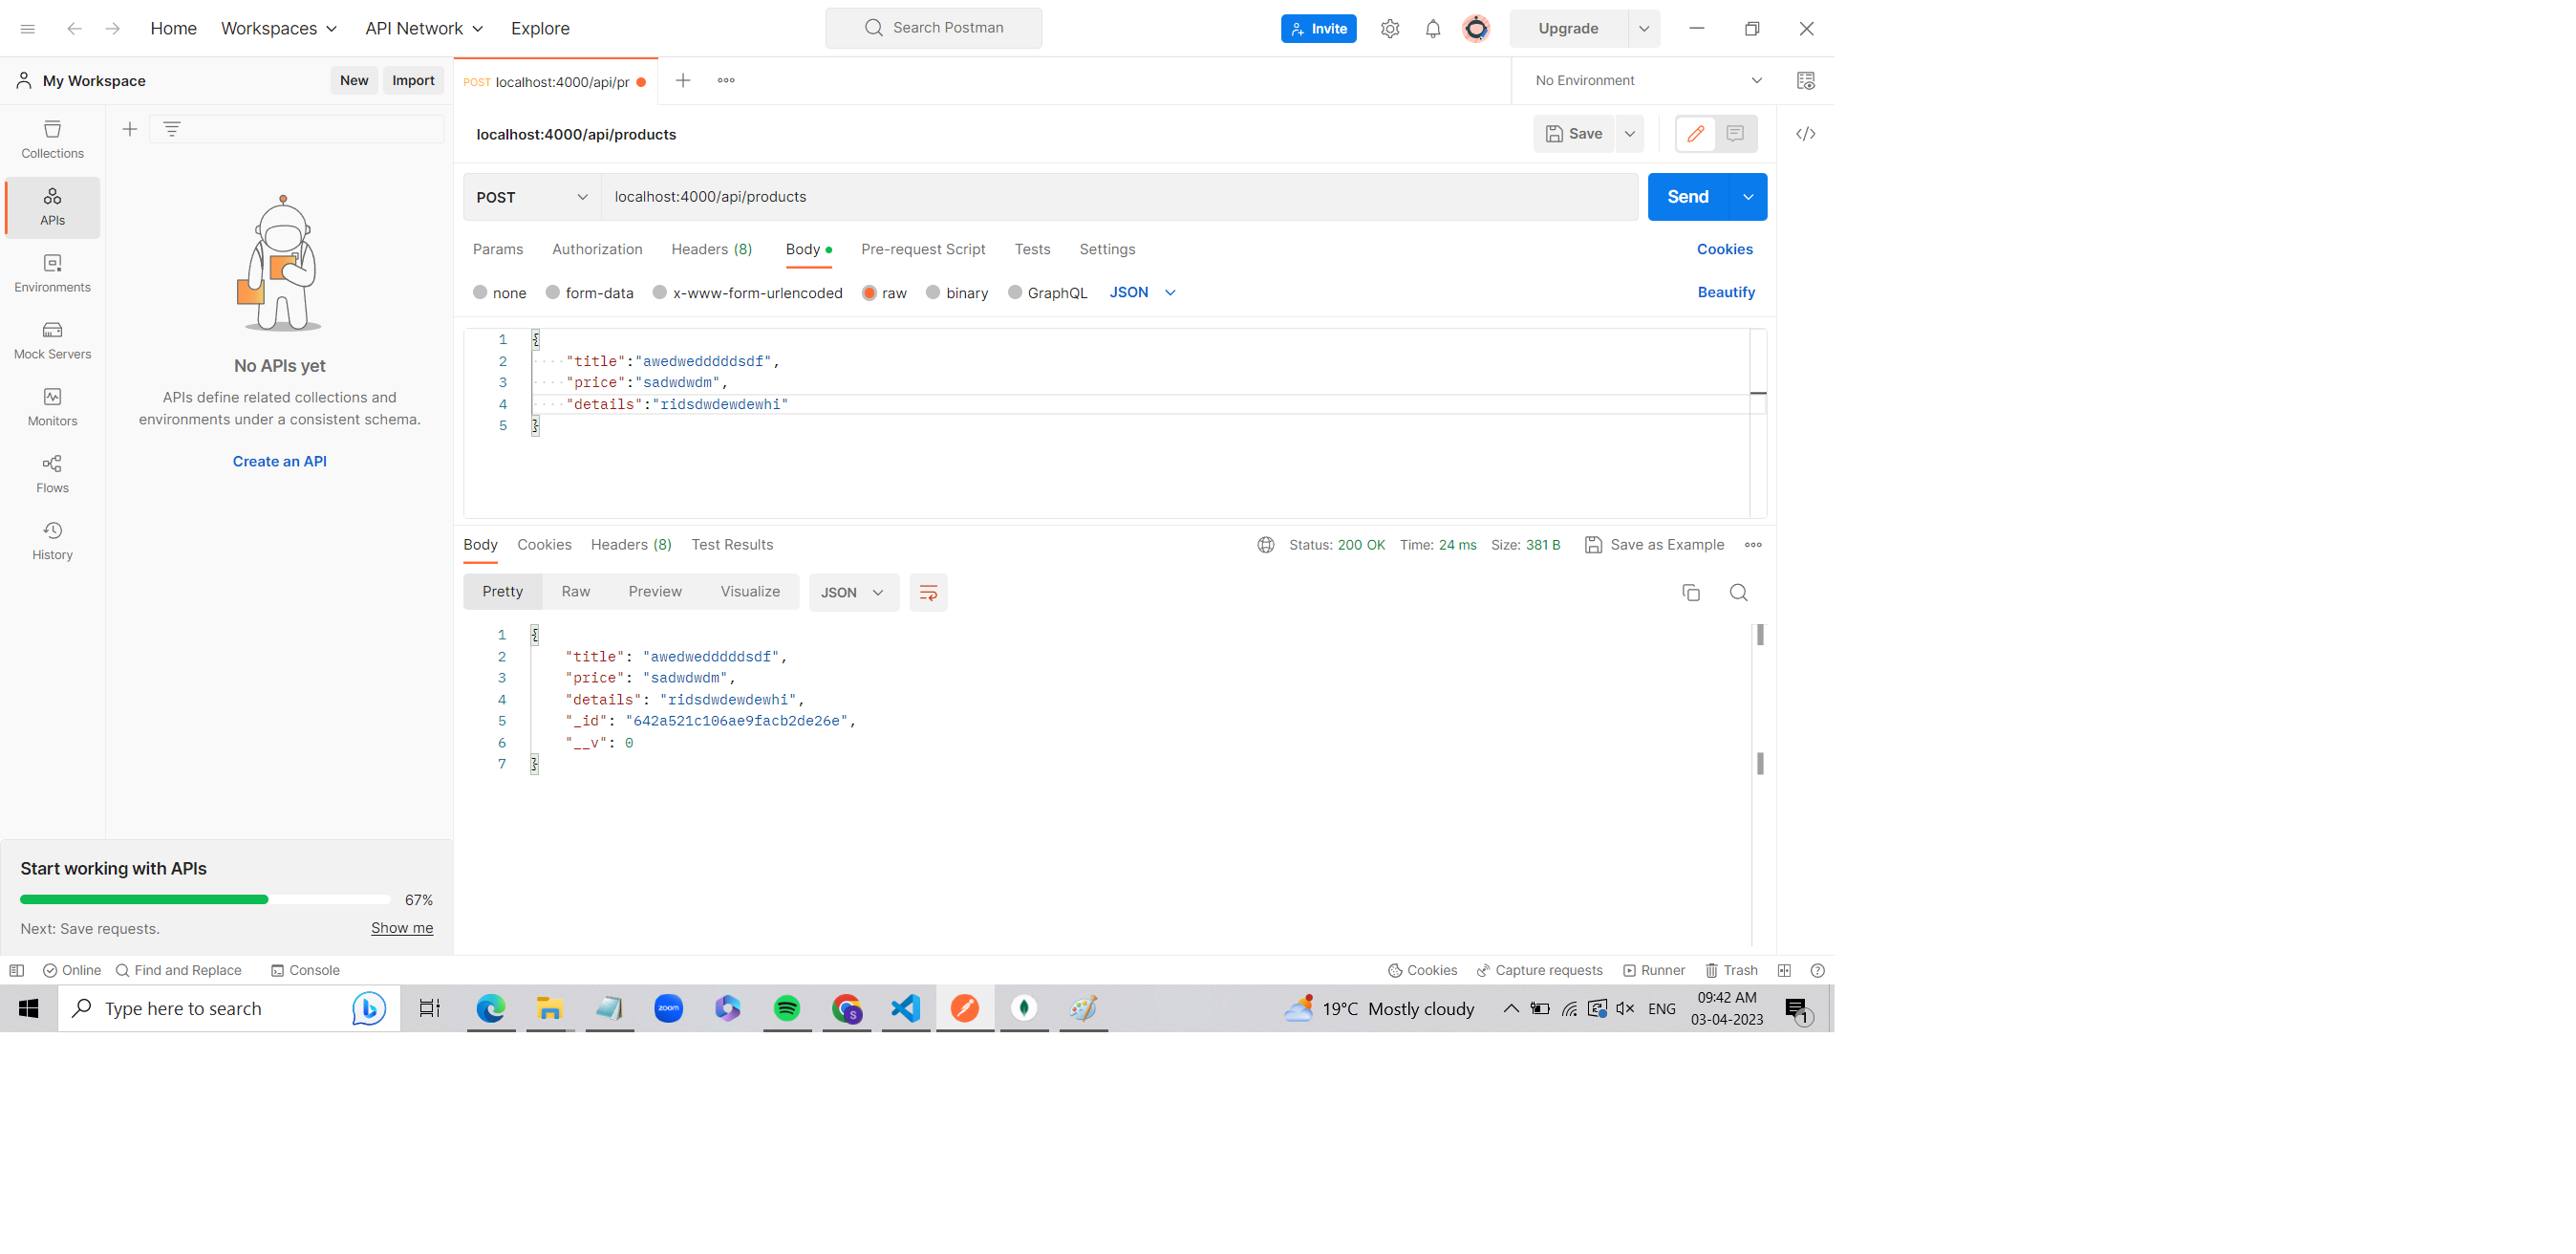 Home Workspaces API Network Explore Search Postman Invite Upgrade
My Workspace New Import POST localhost:4000/api/pr No Environment
localhost:4000/api/products Save
Collections
APIs
Environments
Mock Servers
Monitors
Flows
History
No APIs yet
APIs define related collections and
environments under a consistent schema.
Create an API
POST localhost:4000/api/products Send
Params Authorization Headers (8) Body Pre-request Script Tests Settings Cookies
none form-data x-www-form-urlencoded raw binary GraphQL JSON Beautify
1 {
2 "title":"awedwedddddsdf",
3 "price":"sadwdwdm",
4 "details":"ridsdwdewdewhi"
5 }
Body Cookies Headers (8) Test Results Status: 200 OK Time: 24 ms Size: 381 B Save as Example
Pretty Raw Preview Visualize JSON
1 {
2 "title": "awedwedddddsdf",
3 "price": "sadwdwdm",
4 "details": "ridsdwdewdewhi",
5 "_id": "642a521c106ae9facb2de26e",
6 "__v": 0
7 }
Start working with APIs
67%
Next: Save requests. Show me
Online Find and Replace Console Cookies Capture requests Runner Trash
Type here to search zoom S 19°C Mostly cloudy ENG 09:42 AM
03-04-2023 1